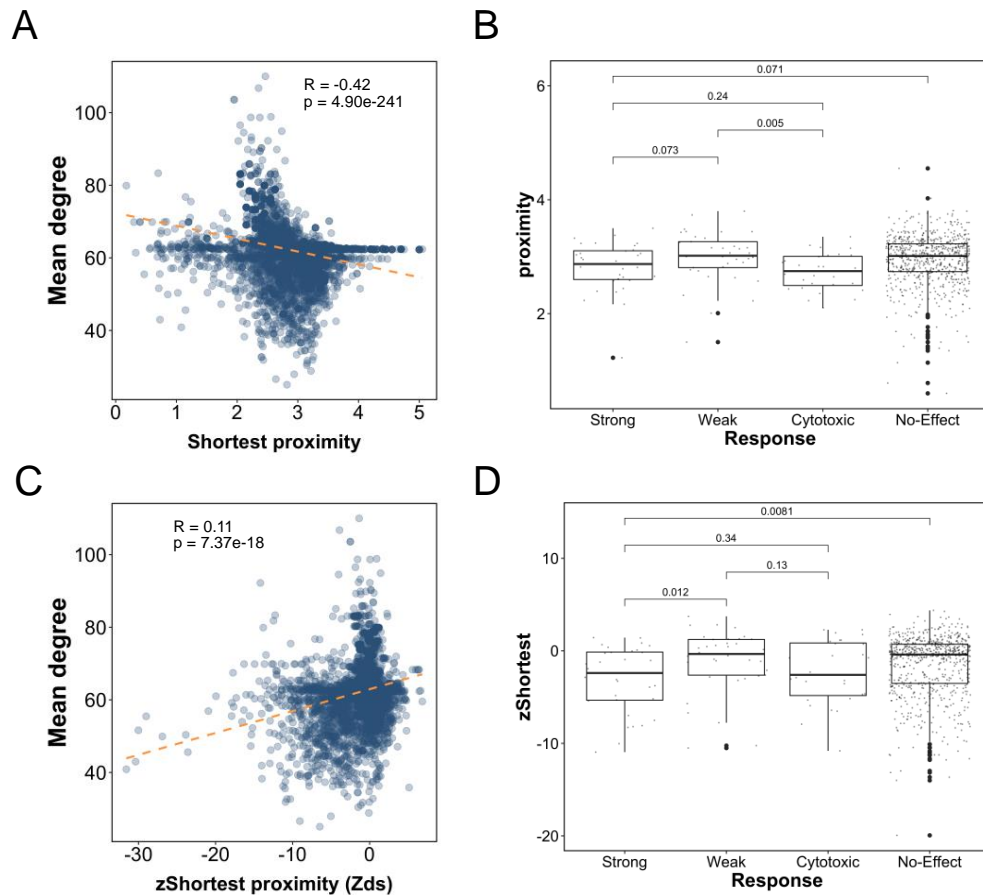 A
R = -0.42
p = 4.90e-241
100
80
60
40
Mean degree
0 1 2 3 4 5
Shortest proximity
B
0.071
0.24
0.005
0.073
6
4
2
proximity
Strong Weak Cytotoxic No-Effect
Response
C
R = 0.11
p = 7.37e-18
100
80
60
40
Mean degree
-30 -20 -10 0
zShortest proximity (Zds)
D
0.0081
0.34
0.13
0.012
10
0
-10
-20
zShortest
Strong Weak Cytotoxic No-Effect
Response